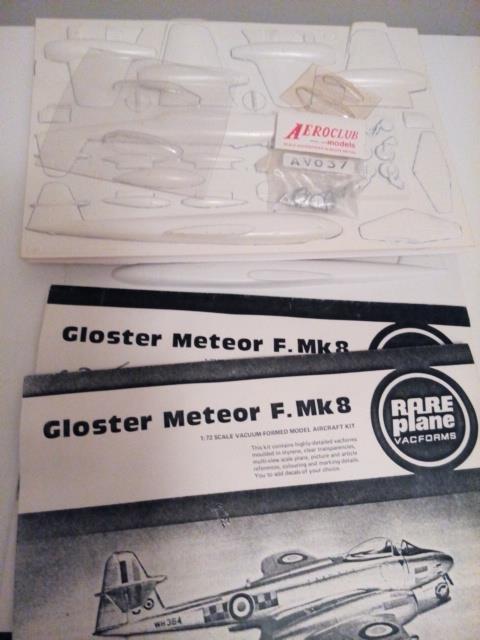 AEROCLUB
models
AV037
Gloster Meteor F.Mk8
Gloster Meteor F.Mk8
1:72 SCALE VACUUM-FORMED MODEL AIRCRAFT KIT
This kit contains highly-detailed vacforms
moulded in styrene, clear transparencies,
multi-view scale plans, picture and article
reference, colouring and marking details.
You to add decals of your choice.
RARE
plane
VACFORMS
WH364